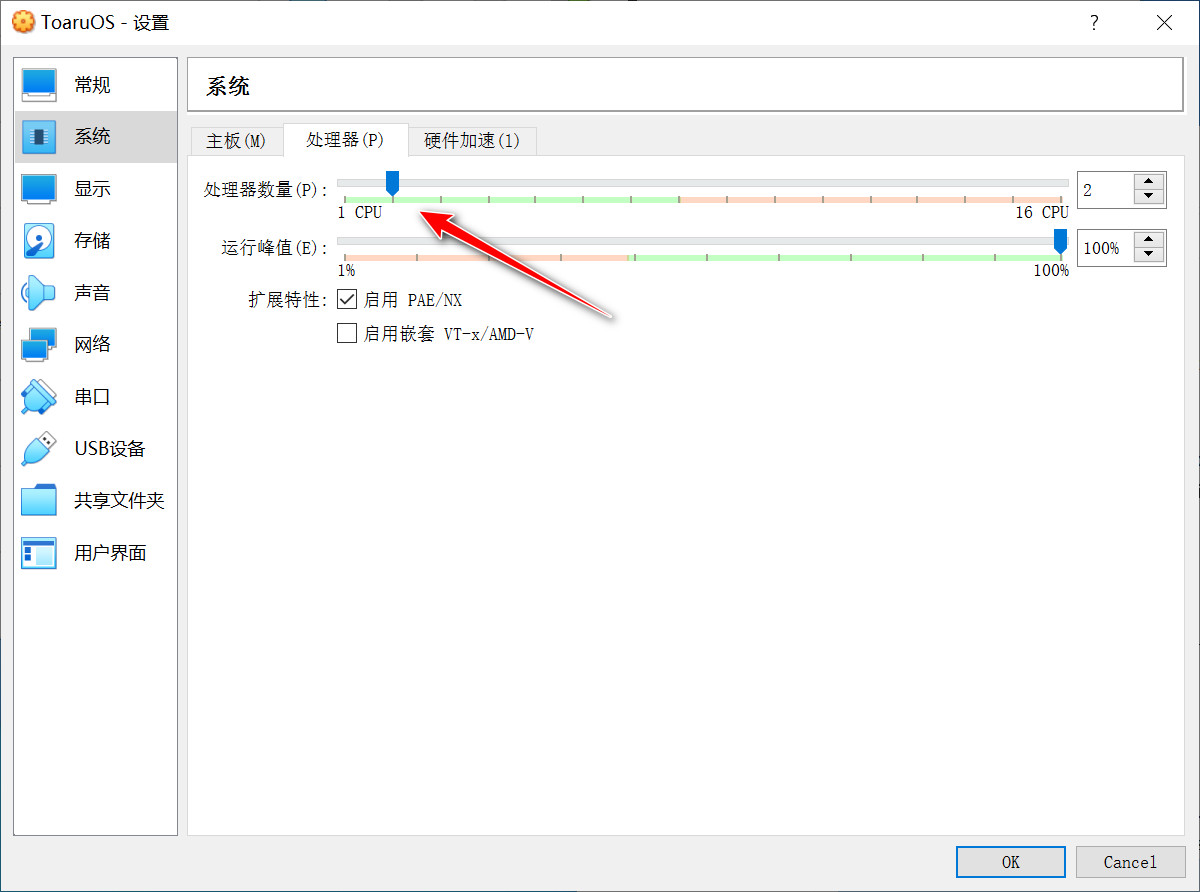 ToaruOS - 设置
?
常规
系统
显示
存储
声音
网络
串口
USB设备
共享文件夹
用户界面
系统
主板(M) 处理器(P) 硬件加速(l)
处理器数量(P): 2
1 CPU 16 CPU
运行峰值(E): 100%
1% 100%
扩展特性: 启用 PAE/NX
启用嵌套 VT-x/AMD-V
OK Cancel